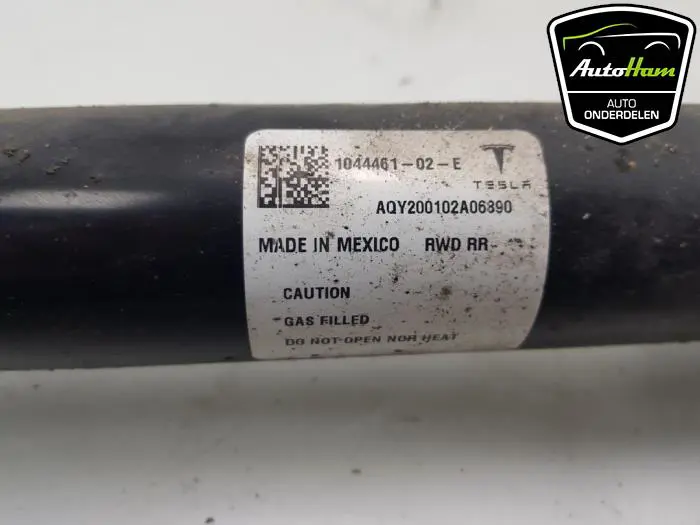 AutoHam
AUTO
ONDERDELEN
1044461-02-E
TESLA
AQY200102A06890
MADE IN MEXICO RWD RR-
CAUTION
GAS FILLED
DO NOT OPEN NOR HEAT